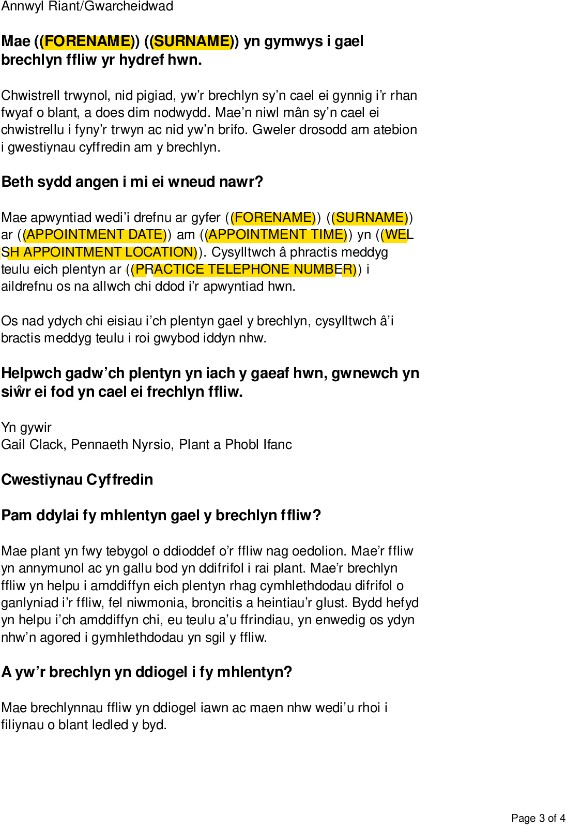 Annwyl Riant/Gwarcheidwad
Mae ((FORENAME)) ((SURNAME)) yn gymwys i gael
brechlyn ffliw yr hydref hwn.
Chwistrell trwynol, nid pigiad, yw'r brechlyn sy'n cael ei gynnig i'r rhan
fwyaf o blant, a does dim nodwydd. Mae'n niwl mân sy'n cael ei
chwistrellu i fyny'r trwyn ac nid yw'n brifo. Gweler drosodd am atebion
i gwestiynau cyffredin am y brechlyn.
Beth sydd angen i mi ei wneud nawr?
Mae apwyntiad wedi'i drefnu ar gyfer ((FORENAME)) ((SURNAME))
ar ((APPOINTMENT DATE)) am ((APPOINTMENT TIME)) yn ((WEL
SH APPOINTMENT LOCATION)). Cysylltwch â phractis meddyg
teulu eich plentyn ar ((PRACTICE TELEPHONE NUMBER)) i
aildrefnu os na allwch chi ddod i'r apwyntiad hwn.
Os nad ydych chi eisiau i'ch plentyn gael y brechlyn, cysylltwch â'i
bractis meddyg teulu i roi gwybod iddyn nhw.
Helpwch gadw'ch plentyn yn iach y gaeaf hwn, gwnewch yn
siŵr ei fod yn cael ei frechlyn ffliw.
Yn gywir
Gail Clack, Pennaeth Nyrsio, Plant a Phobl Ifanc
Cwestiynau Cyffredin
Pam ddylai fy mhlentyn gael y brechlyn ffliw?
Mae plant yn fwy tebygol o ddioddef o'r ffliw nag oedolion. Mae'r ffliw
yn annymunol ac yn gallu bod yn ddifrifol i rai plant. Mae'r brechlyn
ffliw yn helpu i amddiffyn eich plentyn rhag cymhlethdodau difrifol o
ganlyniad i'r ffliw, fel niwmonia, broncitis a heintiau'r glust. Bydd hefyd
yn helpu i'ch amddiffyn chi, eu teulu a'u ffrindiau, yn enwedig os ydyn
nhw'n agored i gymhlethdodau yn sgil y ffliw.
A yw'r brechlyn yn ddiogel i fy mhlentyn?
Mae brechlynnau ffliw yn ddiogel iawn ac maen nhw wedi'u rhoi i
filiynau o blant ledled y byd.
Page 3 of 4